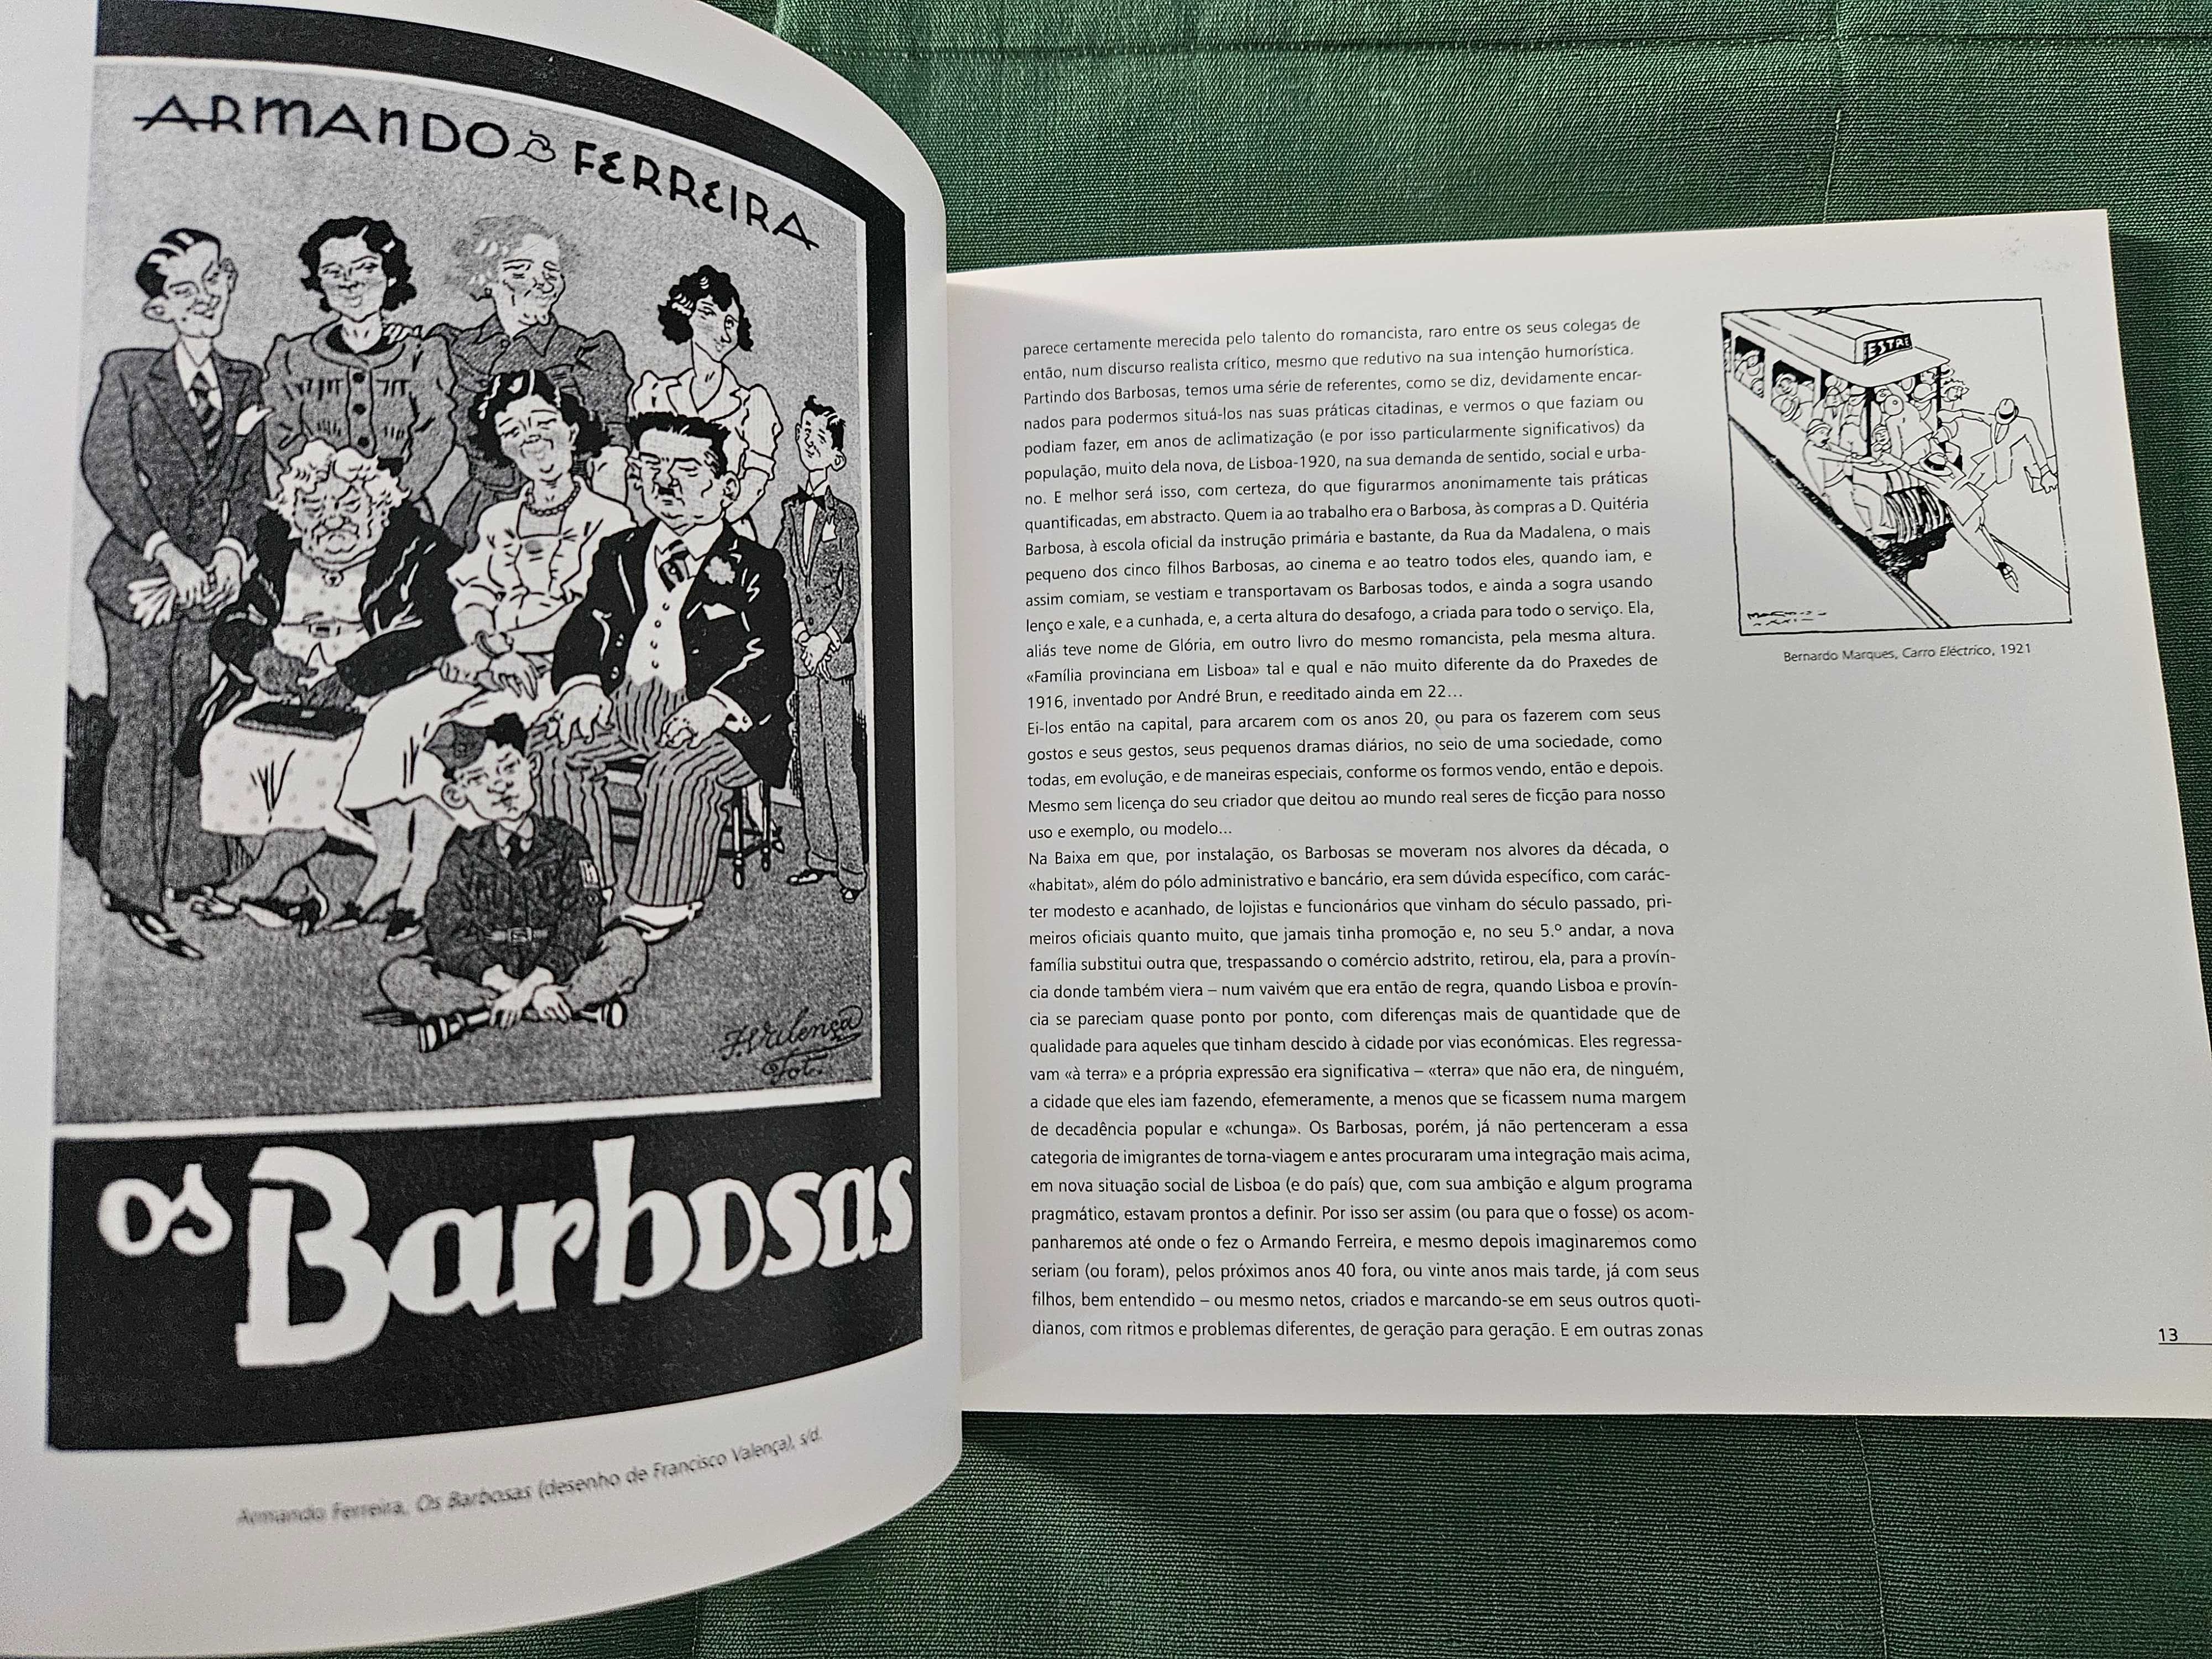 ARMANDO FERREIRA
F. Valença
Fot.
os Barbosas
Armando Ferreira, Os Barbosas (desenho de Francisco Valença), s/d.
parece certamente merecida pelo talento do romancista, raro entre os seus colegas de
então, num discurso realista crítico, mesmo que redutivo na sua intenção humorística.
Partindo dos Barbosas, temos uma série de referentes, como se diz, devidamente encar-
nados para podermos situá-los nas suas práticas citadinas, e vermos o que faziam ou
podiam fazer, em anos de aclimatização (e por isso particularmente significativos) da
população, muito dela nova, de Lisboa-1920, na sua demanda de sentido, social e urba-
no. E melhor será isso, com certeza, do que figurarmos anonimamente tais práticas
quantificadas, em abstracto. Quem ia ao trabalho era o Barbosa, às compras a D. Quitéria
Barbosa, à escola oficial da instrução primária e bastante, da Rua da Madalena, o mais
pequeno dos cinco filhos Barbosas, ao cinema e ao teatro todos eles, quando iam, e
assim comiam, se vestiam e transportavam os Barbosas todos, e ainda a sogra usando
lenço e xale, e a cunhada, e, a certa altura do desafogo, a criada para todo o serviço. Ela,
aliás teve nome de Glória, em outro livro do mesmo romancista, pela mesma altura.
«Família provinciana em Lisboa» tal e qual e não muito diferente da do Praxedes de
1916, inventado por André Brun, e reeditado ainda em 22...
Ei-los então na capital, para arcarem com os anos 20, ou para os fazerem com seus
gostos e seus gestos, seus pequenos dramas diários, no seio de uma sociedade, como
todas, em evolução, e de maneiras especiais, conforme os formos vendo, então e depois.
Mesmo sem licença do seu criador que deitou ao mundo real seres de ficção para nosso
uso e exemplo, ou modelo...
Na Baixa em que, por instalação, os Barbosas se moveram nos alvores da década, o
«habitat», além do pólo administrativo e bancário, era sem dúvida específico, com carác-
ter modesto e acanhado, de lojistas e funcionários que vinham do século passado, pri-
meiros oficiais quanto muito, que jamais tinha promoção e, no seu 5.º andar, a nova
família substitui outra que, trespassando o comércio adstrito, retirou, ela, para a provín-
cia donde também viera – num vaivém que era então de regra, quando Lisboa e provín-
cia se pareciam quase ponto por ponto, com diferenças mais de quantidade que de
qualidade para aqueles que tinham descido à cidade por vias económicas. Eles regressa-
vam «à terra» e a própria expressão era significativa – «terra» que não era, de ninguém,
a cidade que eles iam fazendo, efemeramente, a menos que se ficassem numa margem
de decadência popular e «chunga». Os Barbosas, porém, já não pertenceram a essa
categoria de imigrantes de torna-viagem e antes procuraram uma integração mais acima,
em nova situação social de Lisboa (e do país) que, com sua ambição e algum programa
pragmático, estavam prontos a definir. Por isso ser assim (ou para que o fosse) os acom-
panharemos até onde o fez o Armando Ferreira, e mesmo depois imaginaremos como
seriam (ou foram), pelos próximos anos 40 fora, ou vinte anos mais tarde, já com seus
filhos, bem entendido – ou mesmo netos, criados e marcando-se em seus outros quoti-
dianos, com ritmos e problemas diferentes, de geração para geração. E em outras zonas
ESTRE
Bernardo Marques, Carro Eléctrico, 1921
13